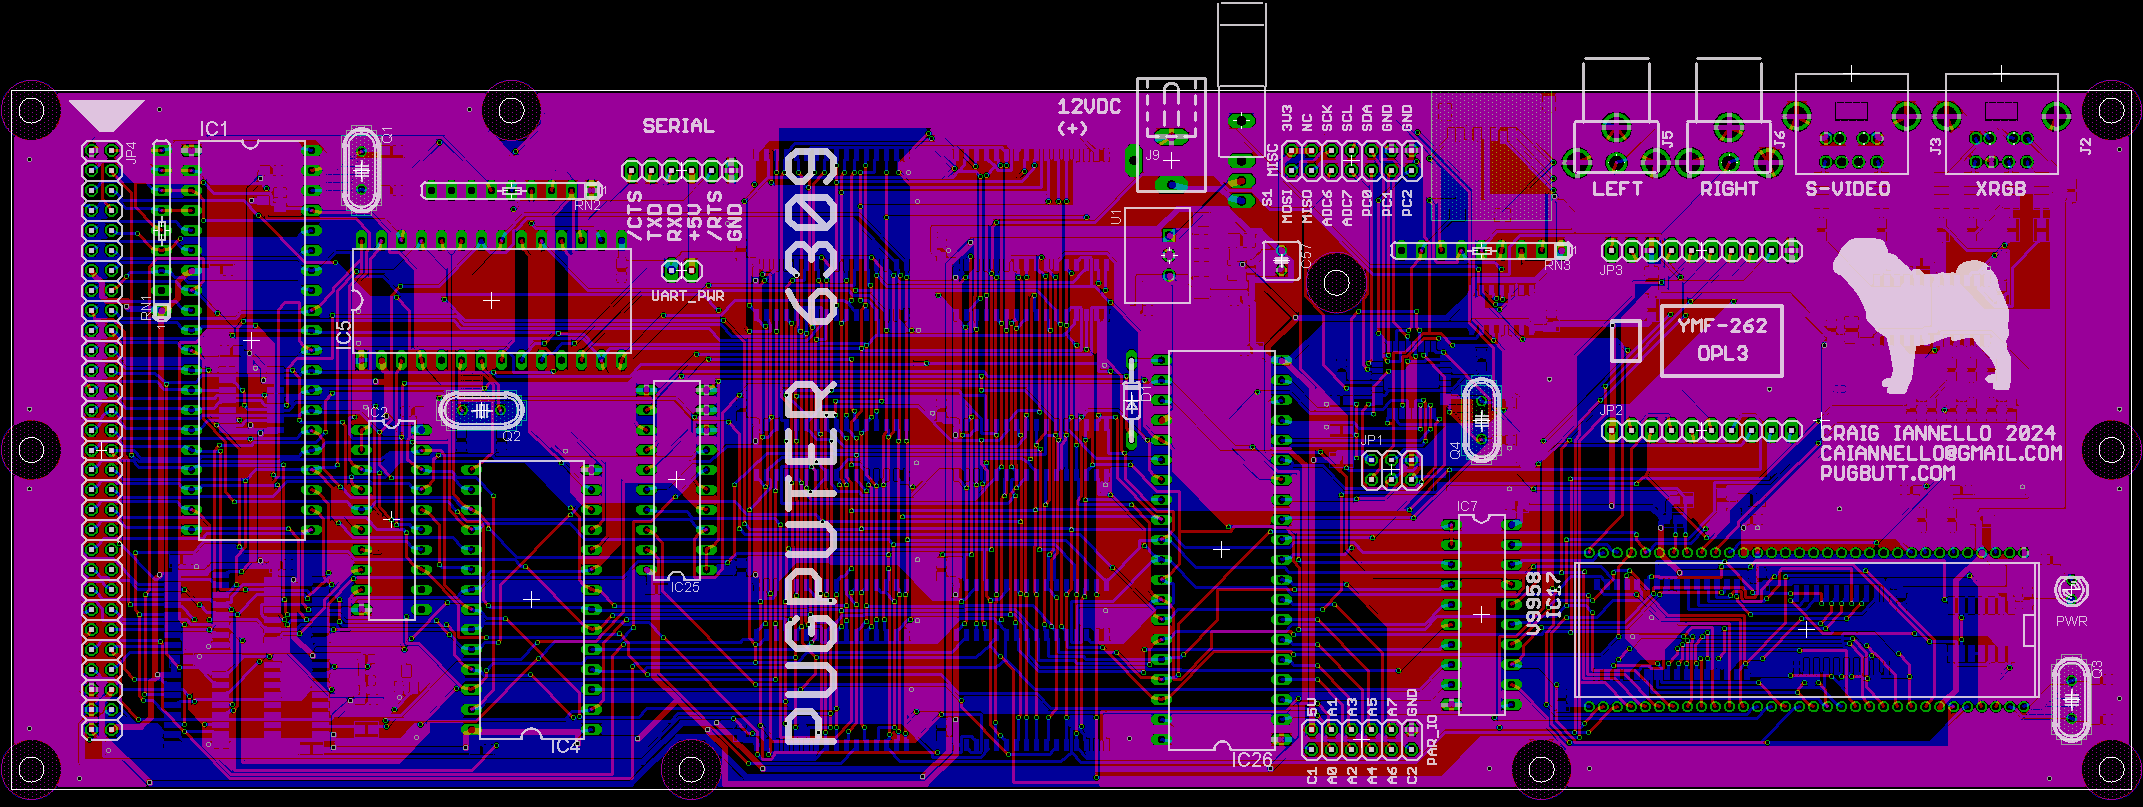 IC1
JP4
RN1
Q1
RN2
SERIAL
/CTS
TXD
RXD
+5V
/RTS
GND
UART_PWR
IC5
IC2
Q2
IC4
IC25
PUGPUTER 6309
12VDC
(+)
J9
U1
S1
MISC
3V3
NC
SCK
SCL
SDA
GND
GND
MOSI
MISO
ADC6
ADC7
PC0
PC1
PC2
C57
RN3
D1
JP1
Q4
IC7
IC26
5V
A1
A3
A5
A7
GND
C1
A0
A2
A4
A6
C2
PAR_IO
J5
J6
J3
J2
LEFT
RIGHT
S-VIDEO
XRGB
JP3
YMF-262
OPL3
JP2
CRAIG IANNELLO 2024
CAIANNELLO@GMAIL.COM
PUGBUTT.COM
V9958
IC17
PWR
Q3